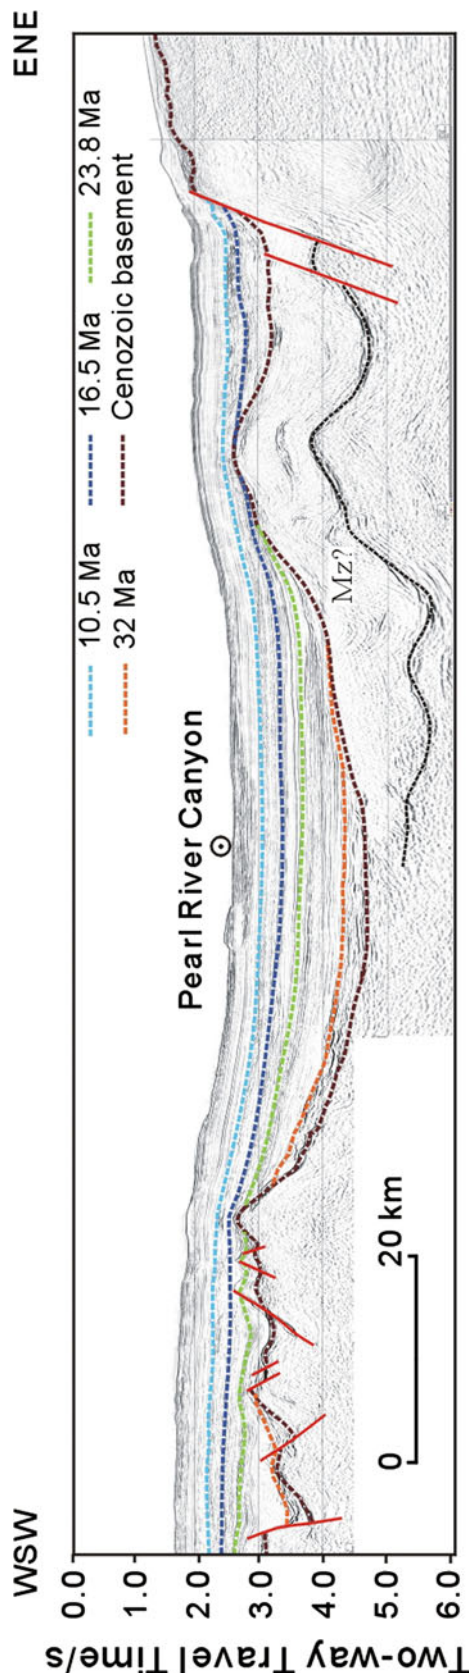 WSW
ENE
10.5 Ma
16.5 Ma
23.8 Ma
32 Ma
Cenozoic basement
Pearl River Canyon
Mz?
0
20 km
0.0
1.0
2.0
3.0
4.0
5.0
6.0
Two-way Travel Time/s